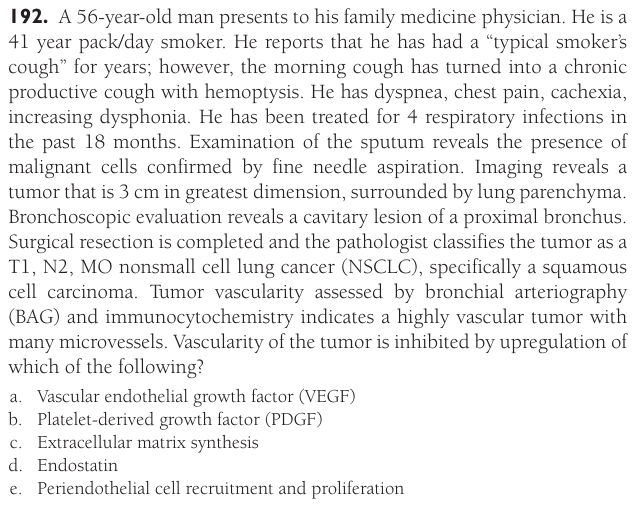 192. A 56-year-old man presents to his family medicine physician. He is a
41 year pack/day smoker. He reports that he has had a “typical smoker’s
cough” for years; however, the morning cough has turned into a chronic
productive cough with hemoptysis. He has dyspnea, chest pain, cachexia,
increasing dysphonia. He has been treated for 4 respiratory infections in
the past 18 months. Examination of the sputum reveals the presence of
malignant cells confirmed by fine needle aspiration. Imaging reveals a
tumor that is 3 cm in greatest dimension, surrounded by lung parenchyma.
Bronchoscopic evaluation reveals a cavitary lesion of a proximal bronchus.
Surgical resection is completed and the pathologist classifies the tumor as a
T1, N2, MO nonsmall cell lung cancer (NSCLC), specifically a squamous
cell carcinoma. Tumor vascularity assessed by bronchial arteriography
(BAG) and immunocytochemistry indicates a highly vascular tumor with
many microvessels. Vascularity of the tumor is inhibited by upregulation of
which of the following?
a. Vascular endothelial growth factor (VEGF)
b. Platelet-derived growth factor (PDGF)
c. Extracellular matrix synthesis
d. Endostatin
e. Periendothelial cell recruitment and proliferation